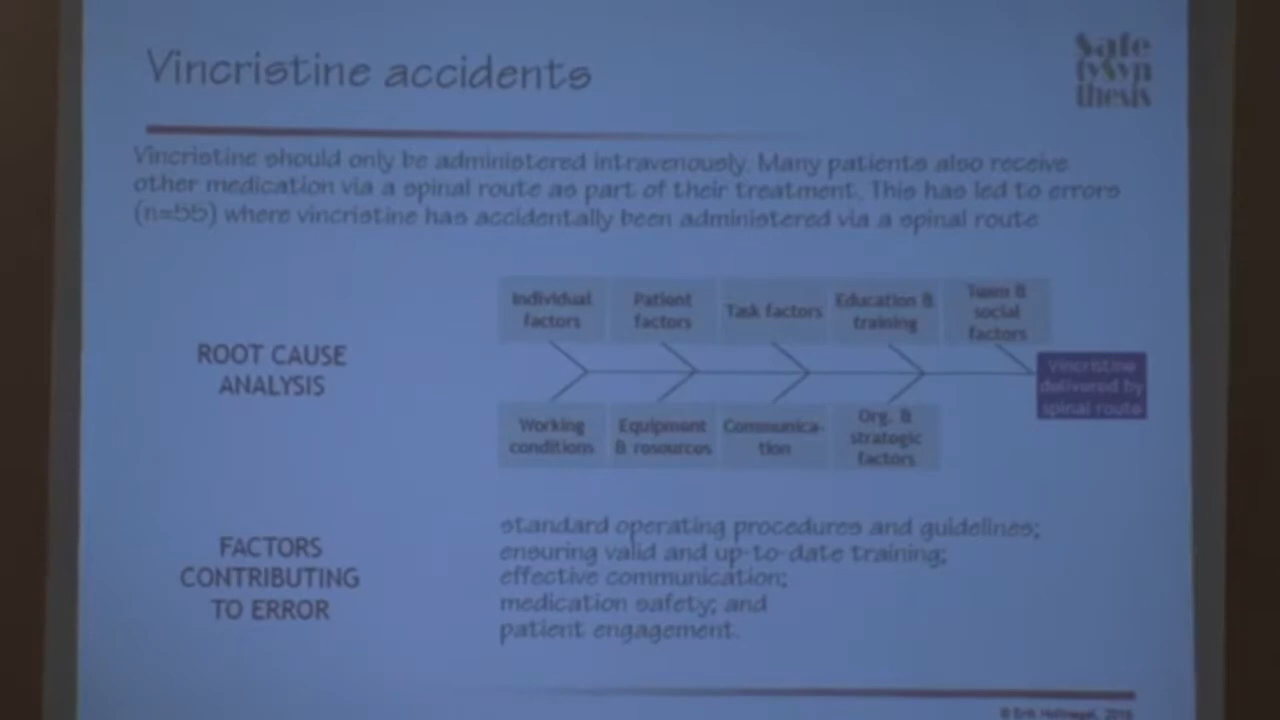 Vincristine accidents
Safe
tySyn
thesis
Vincristine should only be administered intravenously. Many patients also receive
other medication via a spinal route as part of their treatment. This has led to errors
(n=55) where vincristine has accidentally been administered via a spinal route
ROOT CAUSE
ANALYSIS
Individual
factors
Patient
factors
Task factors
Education &
training
Team &
social
factors
Vincristine
delivered by
spinal route
Working
conditions
Equipment
& resources
Communica-
tion
Org. &
strategic
factors
FACTORS
CONTRIBUTING
TO ERROR
standard operating procedures and guidelines;
ensuring valid and up-to-date training;
effective communication;
medication safety; and
patient engagement.
© Erik Hollnagel,